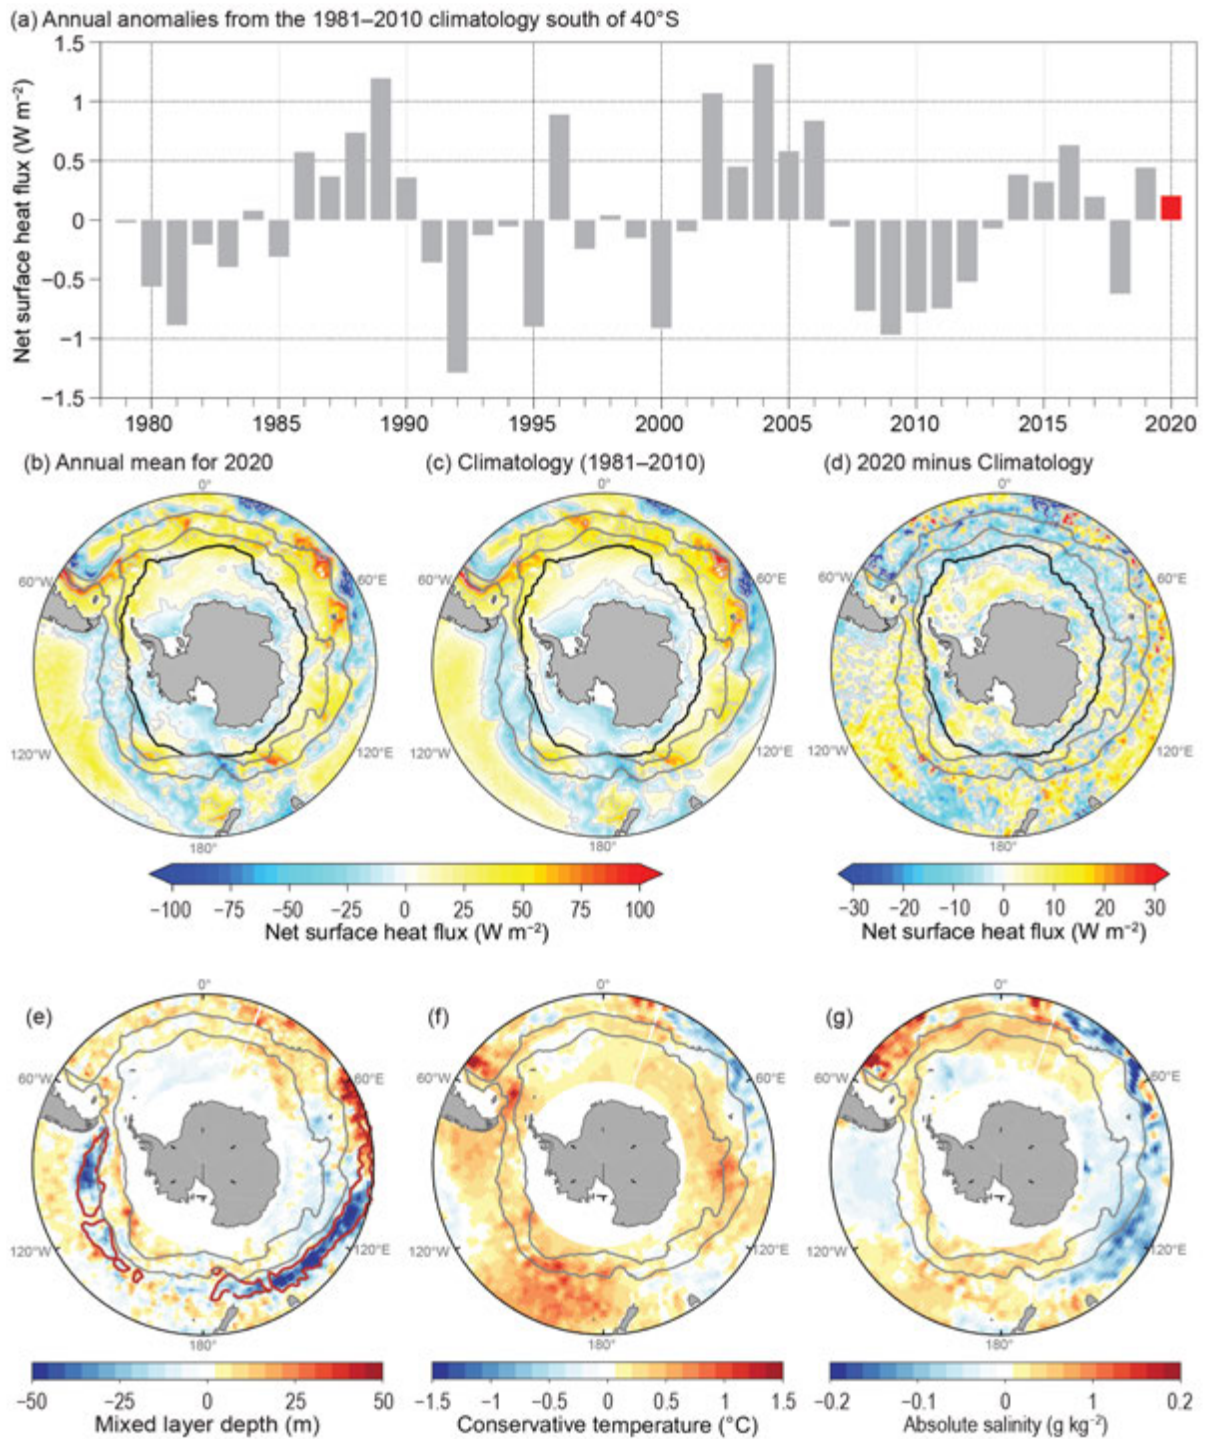 (a) Annual anomalies from the 1981–2010 climatology south of 40°S
Net surface heat flux (W m⁻²)
1.5
1
0.5
0
−0.5
−1
−1.5
1980 1985 1990 1995 2000 2005 2010 2015 2020
(b) Annual mean for 2020 (c) Climatology (1981–2010) (d) 2020 minus Climatology
0° 0° 0°
60°W 60°E 60°W 60°E 60°W 60°E
120°W 120°E 120°W 120°E 120°W 120°E
180° 180° 180°
−100 −75 −50 −25 0 25 50 75 100 −30 −20 −10 0 10 20 30
Net surface heat flux (W m⁻²) Net surface heat flux (W m⁻²)
0° 0° 0°
(e) (f) (g)
60°W 60°E 60°W 60°E 60°W 60°E
120°W 120°E 120°W 120°E 120°W 120°E
180° 180° 180°
−50 −25 0 25 50 −1.5 −1 −0.5 0 0.5 1 1.5 −0.2 −0.1 0 1 0.2
Mixed layer depth (m) Conservative temperature (°C) Absolute salinity (g kg⁻²)